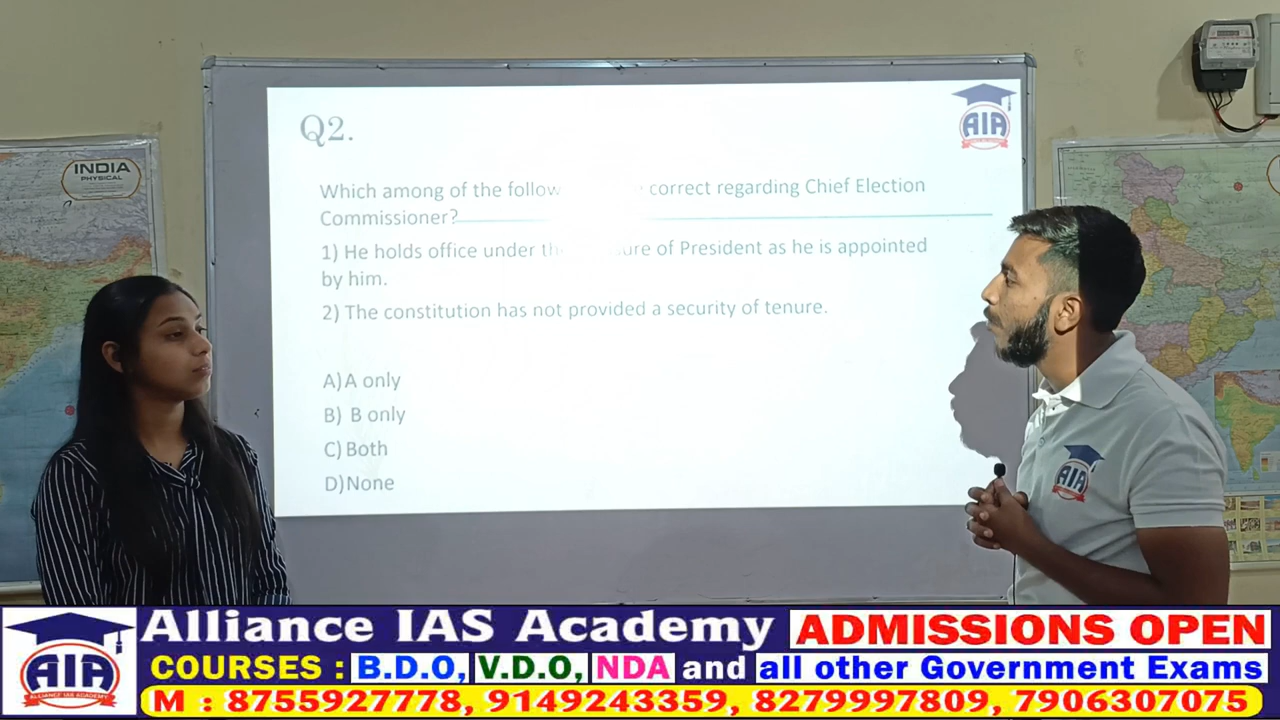 Q2.
AIA
Which among of the follow correct regarding Chief Election
Commissioner?
1) He holds office under th sure of President as he is appointed
by him.
2) The constitution has not provided a security of tenure.
A)A only
B) B only
C) Both
D)None
INDIA
PHYSICAL
AIA
AIA
ALLIANCE IAS ACADEMY
Alliance IAS Academy ADMISSIONS OPEN
COURSES : B.D.O, V.D.O, NDA and all other Government Exams
M : 8755927778, 9149243359, 8279997809, 7906307075